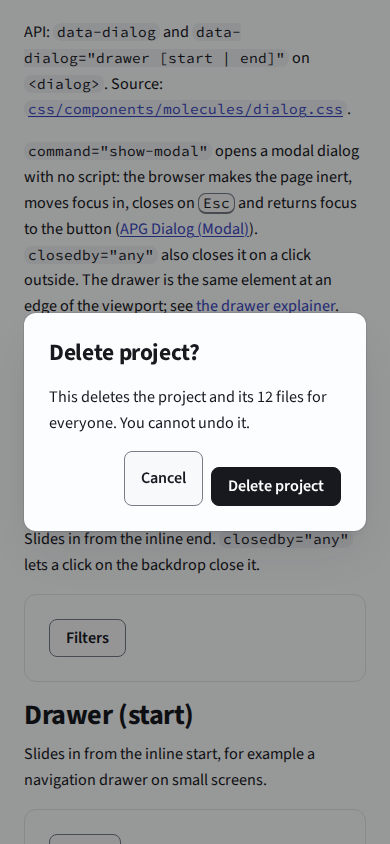 API: data-dialog and data-
dialog="drawer [start | end]" on
<dialog>. Source:
css/components/molecules/dialog.css.
command="show-modal" opens a modal dialog
with no script: the browser makes the page inert,
moves focus in, closes on Esc and returns focus
to the button (APG Dialog (Modal)).
closedby="any" also closes it on a click
outside. The drawer is the same element at an
edge of the viewport; see the drawer explainer.
Delete project?
This deletes the project and its 12 files for
everyone. You cannot undo it.
Cancel
Delete project
Slides in from the inline end. closedby="any"
lets a click on the backdrop close it.
Filters
Drawer (start)
Slides in from the inline start, for example a
navigation drawer on small screens.